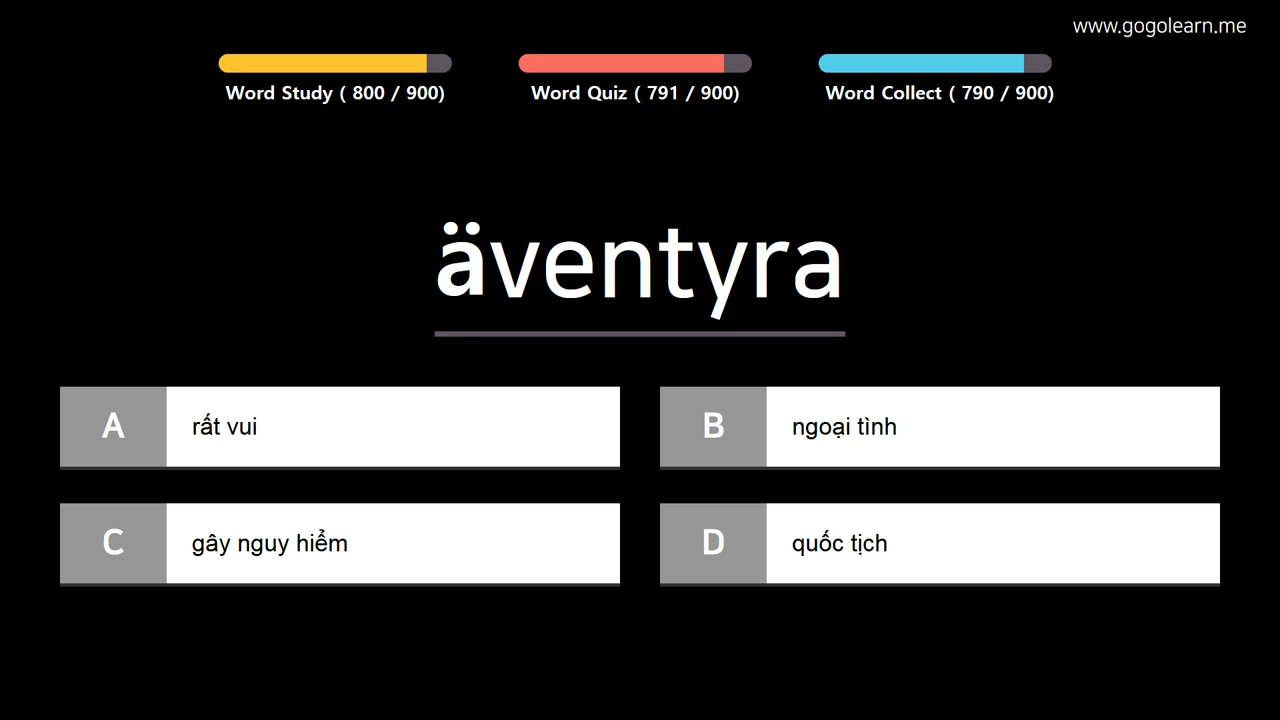 www.gogolearn.me
Word Study ( 800 / 900)
Word Quiz ( 791 / 900)
Word Collect ( 790 / 900)
äventyra
A rất vui
B ngoại tình
C gây nguy hiểm
D quốc tịch